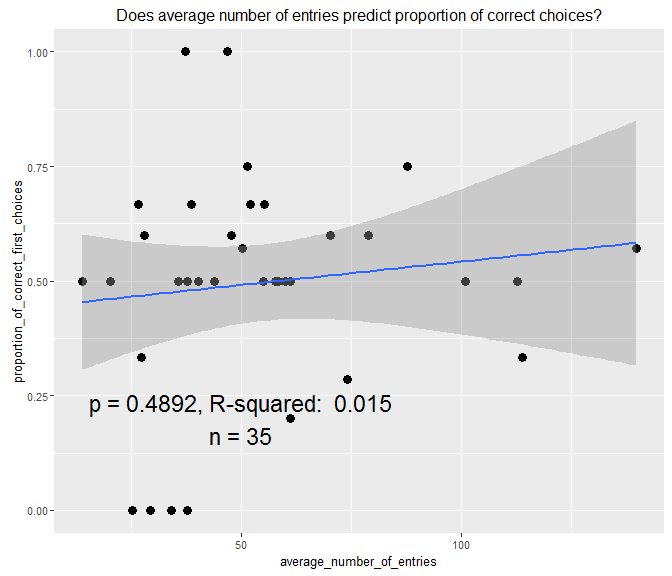 Does average number of entries predict proportion of correct choices?
1.00
0.75
0.50
0.25
0.00
proportion_of_correct_first_choices
p = 0.4892, R-squared:  0.015
n = 35
50
100
average_number_of_entries